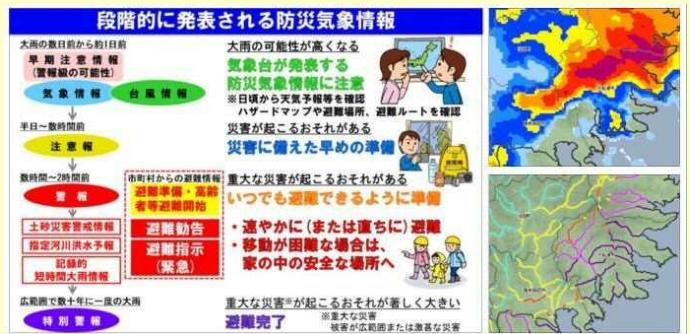 段階的に発表される防災気象情報
大雨の数日前から約1日前
早期注意情報
(警報級の可能性)
気象情報
台風情報
半日～数時間前
注意報
数時間～2時間前
警報
土砂災害警戒情報
指定河川洪水予報
記録的
短時間大雨情報
広範囲で数十年に一度の大雨
特別警報
市町村からの避難情報
避難準備・高齢
者等避難開始
避難勧告
避難指示
(緊急)
大雨の可能性が高くなる
気象台が発表する
防災気象情報に注意
※日頃から天気予報等を確認
ハザードマップや避難場所、避難ルートを確認
災害が起こるおそれがある
災害に備えた早めの準備
重大な災害が起こるおそれがある
いつでも避難できるように準備
・速やかに(または直ちに)避難
・移動が困難な場合は、
家の中の安全な場所へ
重大な災害※が起こるおそれが著しく大きい
避難完了
※重大な災害
被害が広範囲または激甚な災害